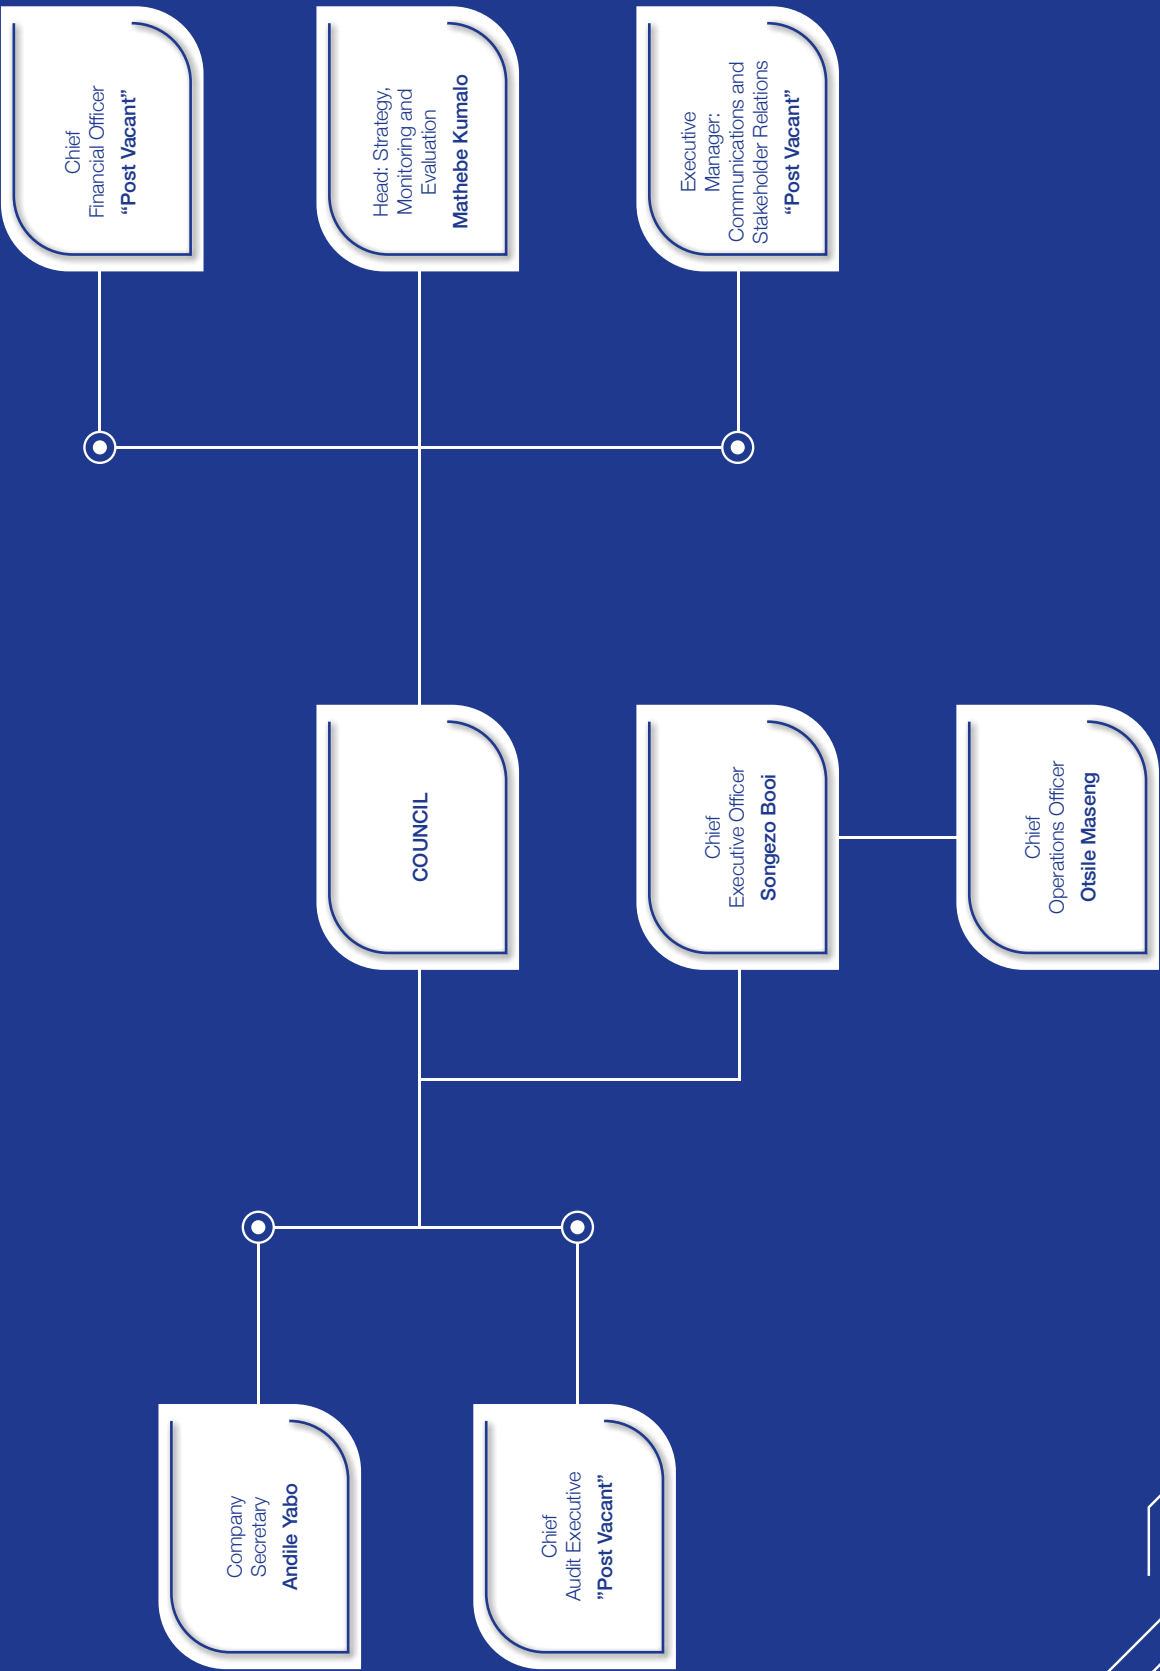 COUNCIL
Company
Secretary
Andile Yabo
Chief
Financial Officer
“Post Vacant”
Chief
Audit Executive
”Post Vacant”
Head: Strategy,
Monitoring and
Evaluation
Mathebe Kumalo
Chief
Executive Officer
Songezo Booi
Executive
Manager:
Communications and
Stakeholder Relations
“Post Vacant”
Chief
Operations Officer
Otsile Maseng